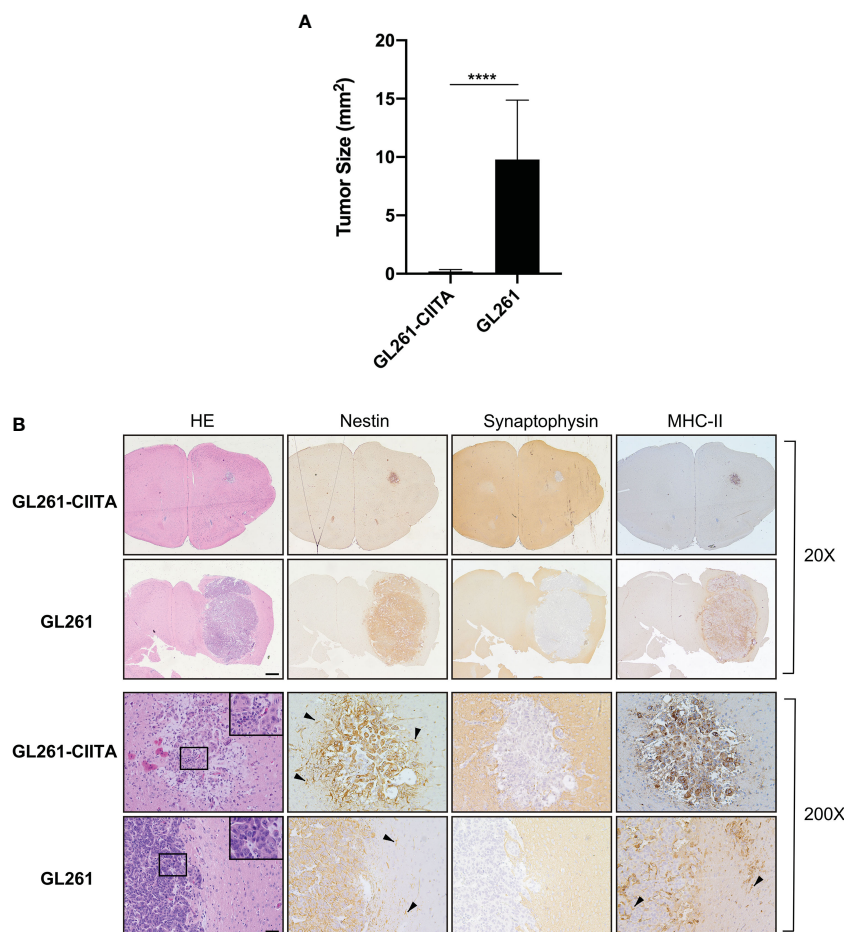 A
20
15
10
5
0
Tumor Size (mm²)
****
GL261-CIITA
GL261
B
HE Nestin Synaptophysin MHC-II
GL261-CIITA
GL261
20X
GL261-CIITA
GL261
200X